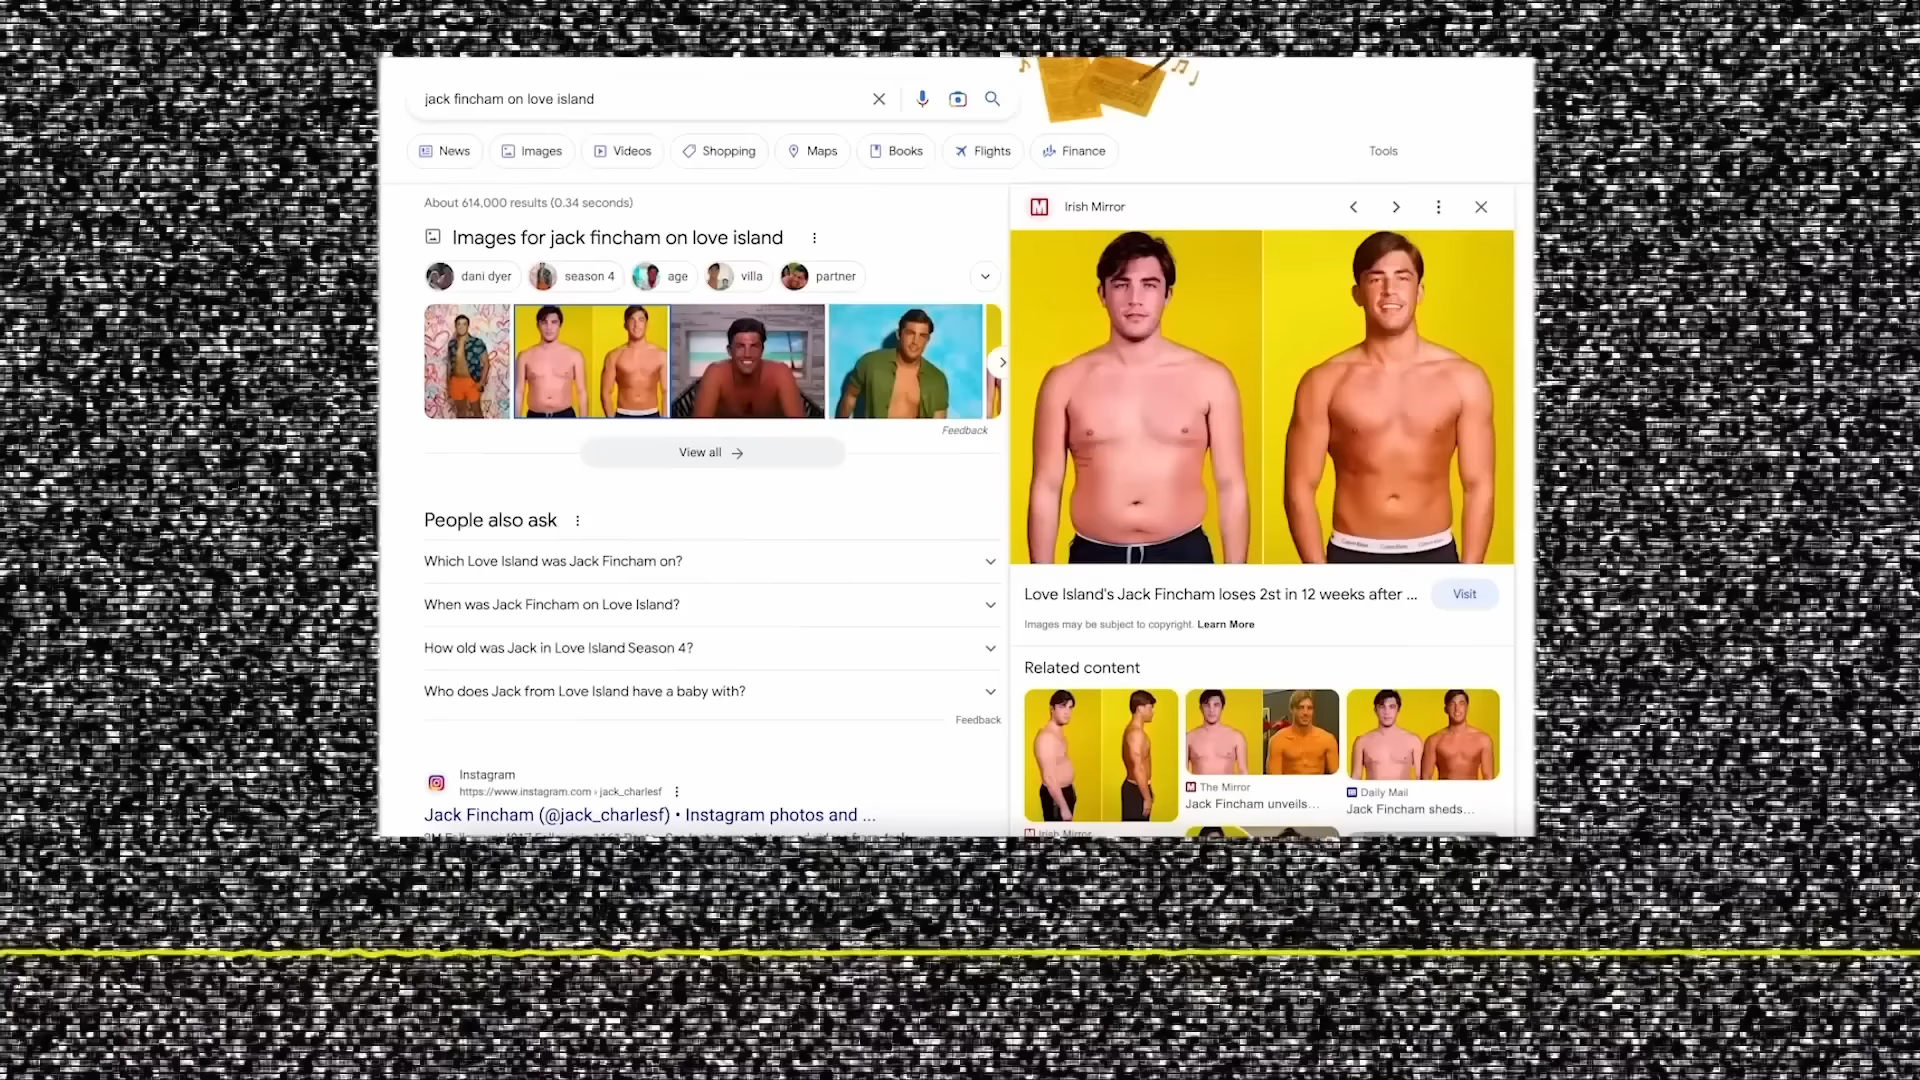 jack fincham on love island
News
Images
Videos
Shopping
Maps
Books
Flights
Finance
Tools
About 614,000 results (0.34 seconds)
Images for jack fincham on love island
dani dyer
season 4
age
villa
partner
Feedback
View all
People also ask
Which Love Island was Jack Fincham on?
When was Jack Fincham on Love Island?
How old was Jack in Love Island Season 4?
Who does Jack from Love Island have a baby with?
Feedback
Instagram
https://www.instagram.com › jack_charlesf
Jack Fincham (@jack_charlesf) • Instagram photos and ...
M Irish Mirror
Calvin Klein
Love Island's Jack Fincham loses 2st in 12 weeks after ...
Visit
Images may be subject to copyright. Learn More
Related content
M The Mirror
Jack Fincham unveils...
Daily Mail
Jack Fincham sheds...
Irish Mirror